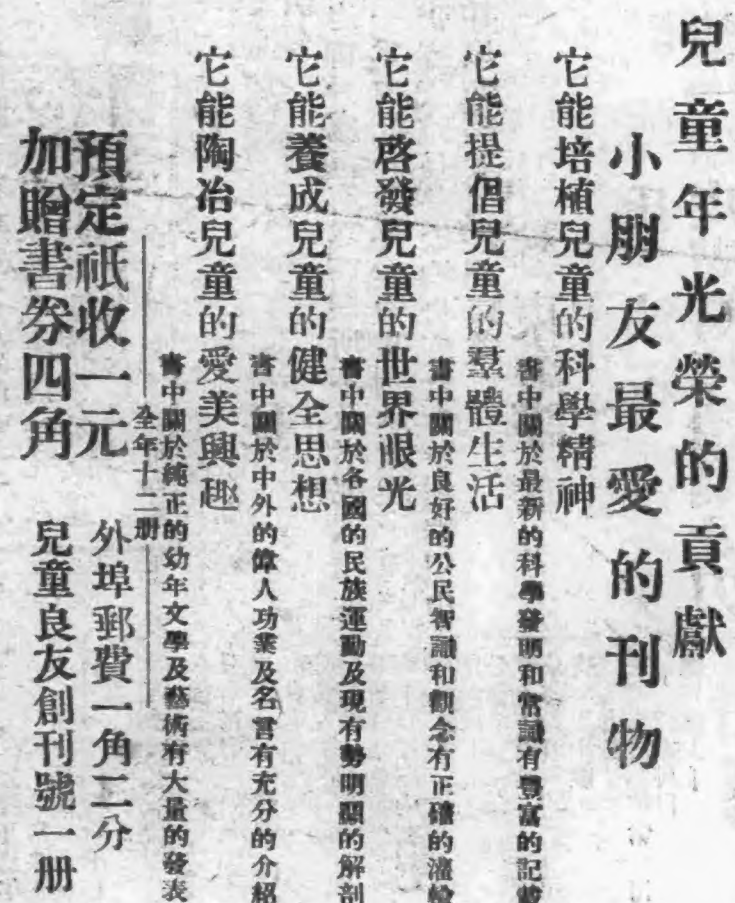 兒童年光榮的貢獻
小朋友最愛的刊物
它能培植兒童的科學精神
書中關於最新的科學發明和常識有豐富的記載
它能提倡兒童的羣體生活
書中關於良好的公民智識和觀念有正確的灌輸
它能啓發兒童的世界眼光
書中關於各國的民族運動及現有勢明顯的解剖
它能養成兒童的健全思想
書中關於中外的偉人功業及名言有充分的介紹
它能陶冶兒童的愛美興趣
書中關於純正的幼年文學及藝術有大量的發表
全年十二册
預定祇收一元
外埠郵費一角二分
加贈書券四角
兒童良友創刊號一册